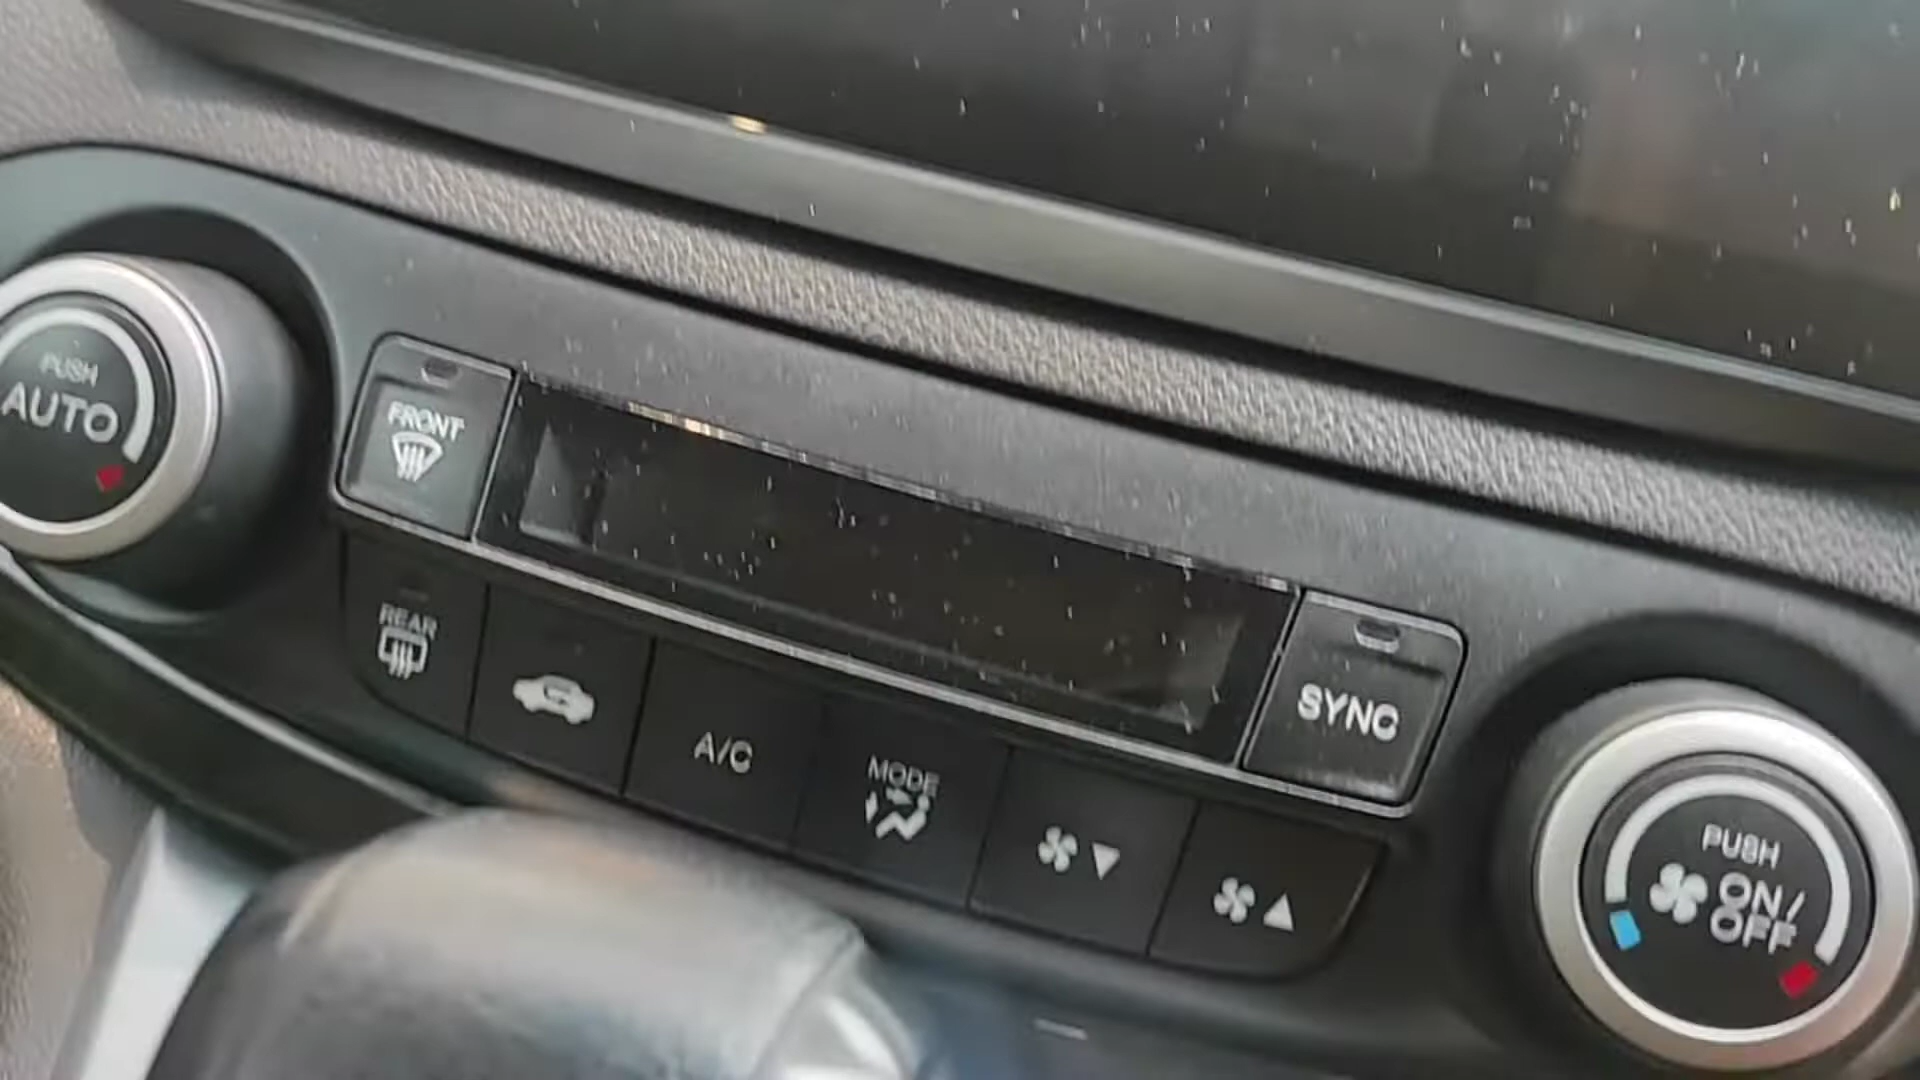 PUSH
AUTO
FRONT
REAR
A/C
MODE
SYNC
PUSH
ON/
OFF